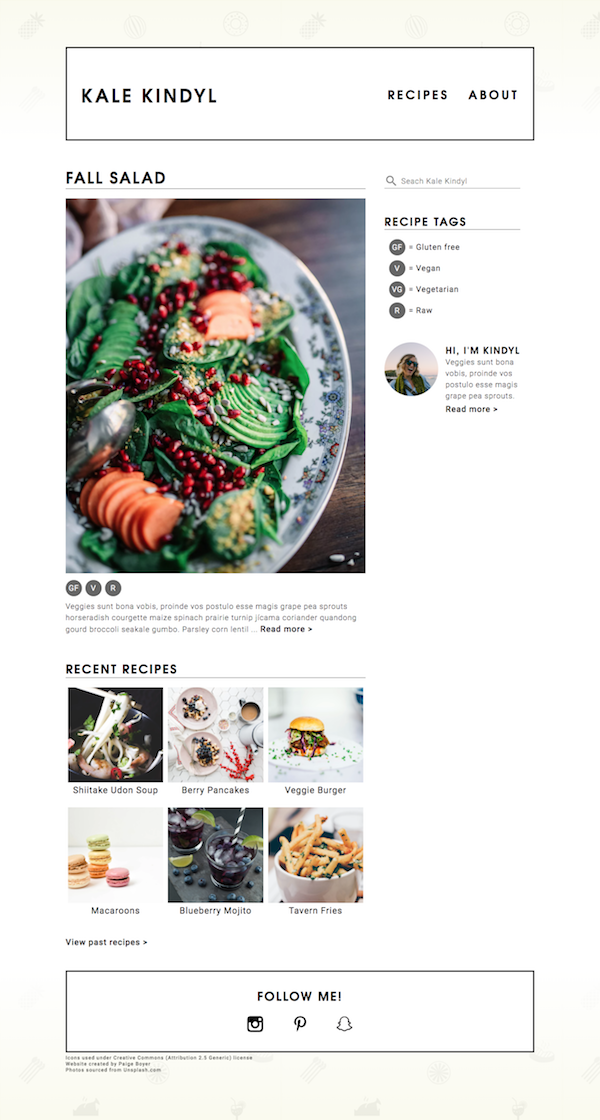 KALE KINDYL
RECIPES ABOUT
FALL SALAD
Seach Kale Kindyl
RECIPE TAGS
GF = Gluten free
V = Vegan
VG = Vegetarian
R = Raw
HI, I'M KINDYL
Veggies sunt bona
vobis, proinde vos
postulo esse magis
grape pea sprouts.
Read more >
GF V R
Veggies sunt bona vobis, proinde vos postulo esse magis grape pea sprouts
horseradish courgette maize spinach prairie turnip jícama coriander quandong
gourd broccoli seakale gumbo. Parsley corn lentil ... Read more >
RECENT RECIPES
Shiitake Udon Soup Berry Pancakes Veggie Burger
Macaroons Blueberry Mojito Tavern Fries
View past recipes >
FOLLOW ME!
Icons used under Creative Commons (Attribution 2.5 Generic) license
Website created by Paige Boyer
Photos sourced from Unsplash.com